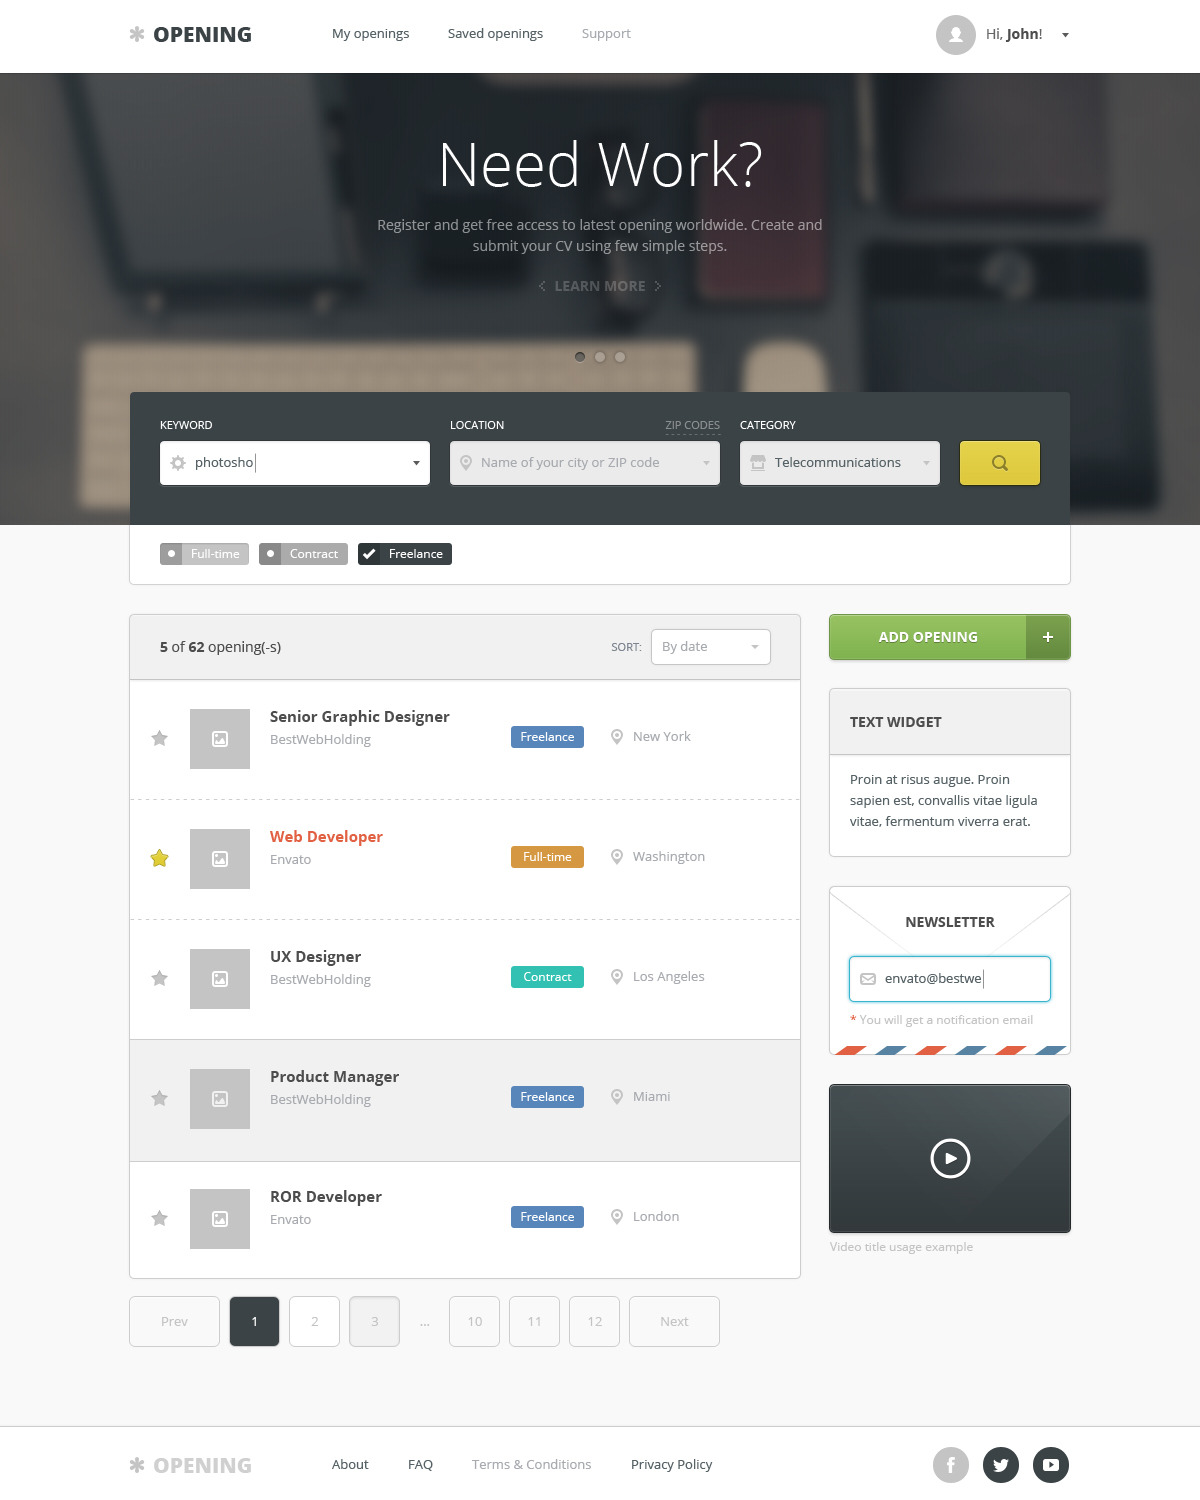 OPENING
My openings
Saved openings
Support
Hi, John!
Need Work?
Register and get free access to latest opening worldwide. Create and
submit your CV using few simple steps.
LEARN MORE
KEYWORD
LOCATION
ZIP CODES
CATEGORY
photosho
Name of your city or ZIP code
Telecommunications
Full-time
Contract
Freelance
5 of 62 opening(-s)
SORT:
By date
Senior Graphic Designer
BestWebHolding
Freelance
New York
Web Developer
Envato
Full-time
Washington
UX Designer
BestWebHolding
Contract
Los Angeles
Product Manager
BestWebHolding
Freelance
Miami
ROR Developer
Envato
Freelance
London
Prev
1
2
3
...
10
11
12
Next
ADD OPENING
+
TEXT WIDGET
Proin at risus augue. Proin
sapien est, convallis vitae ligula
vitae, fermentum viverra erat.
NEWSLETTER
envato@bestwe
* You will get a notification email
Video title usage example
OPENING
About
FAQ
Terms & Conditions
Privacy Policy